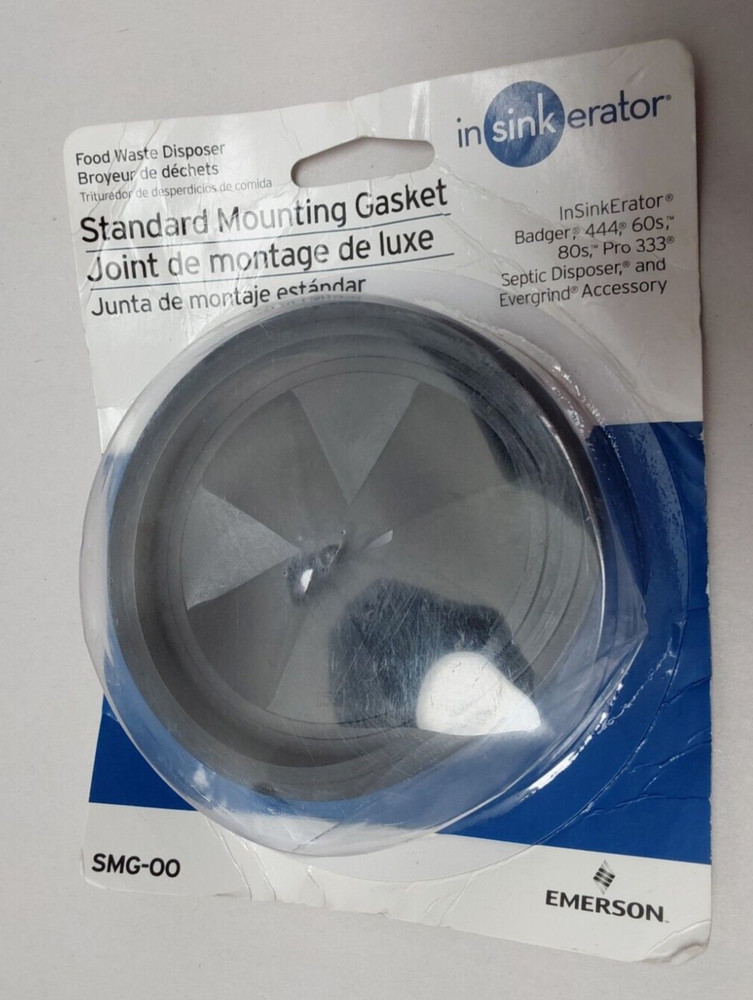 Food Waste Disposer
Broyeur de déchets
Triturador de desperdicios de comida
Standard Mounting Gasket
Joint de montage de luxe
Junta de montaje estándar
insinkerator®
InSinkErator®
Badger,® 444,® 60s,™
80s,™ Pro 333®
Septic Disposer,® and
Evergrind® Accessory
SMG-00
EMERSON™